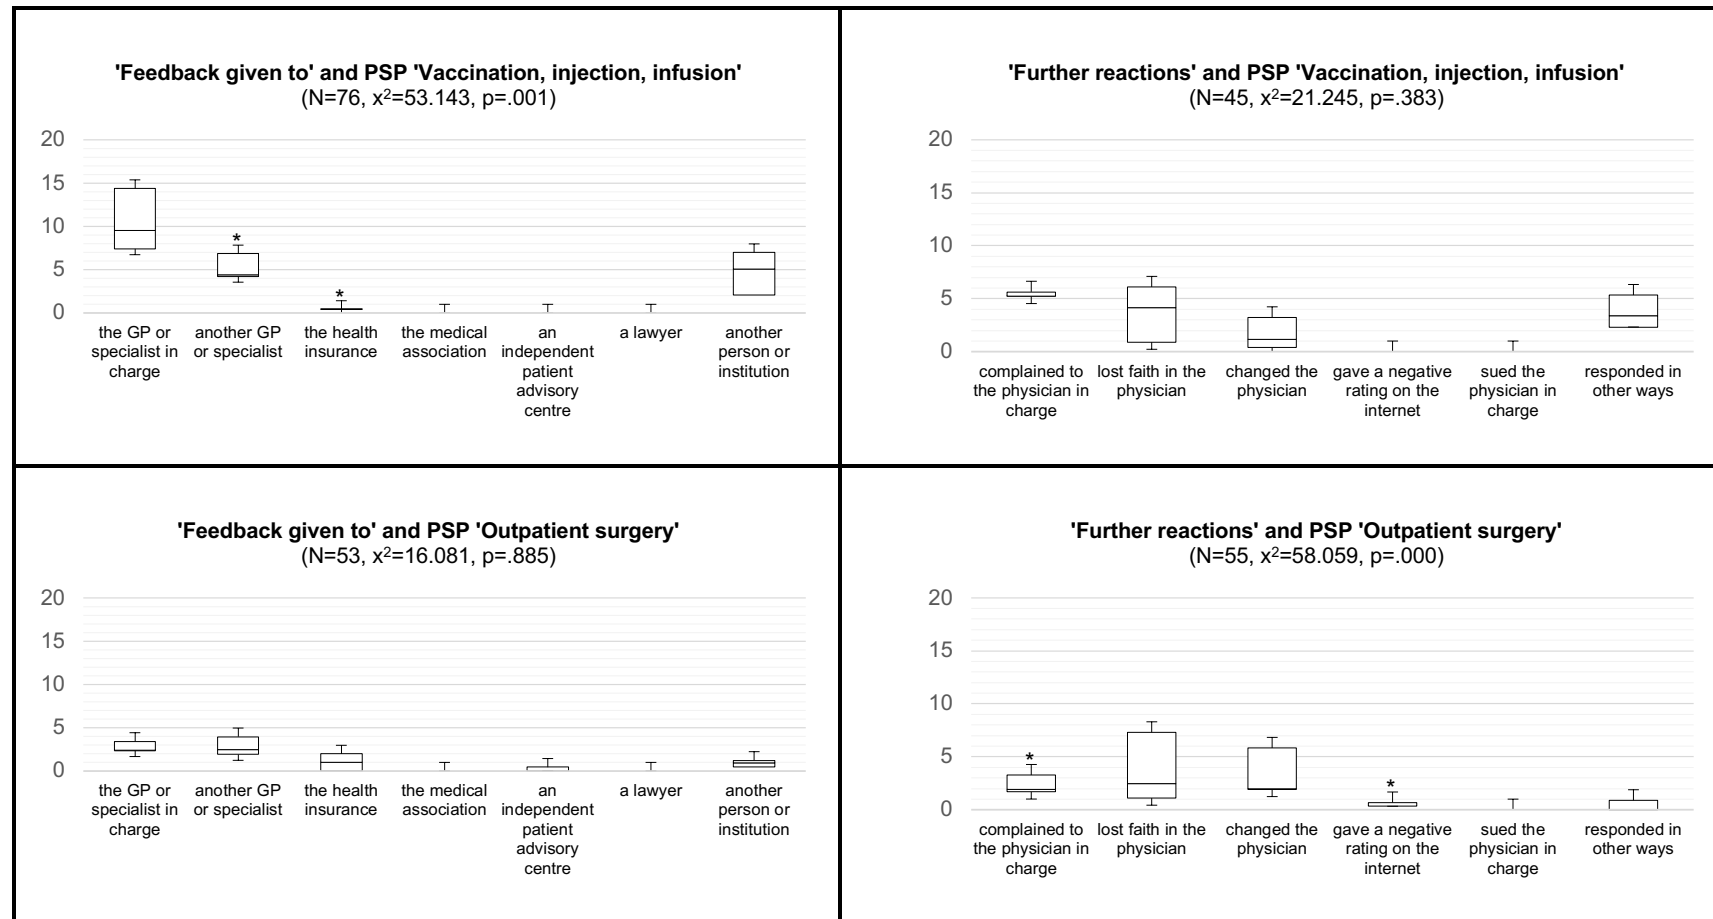 'Feedback given to' and PSP 'Vaccination, injection, infusion'
(N=76, x²=53.143, p=.001)
20
15
10
5
0
*
*
the GP or
specialist in
charge
another GP
or specialist
the health
insurance
the medical
association
an
independent
patient
advisory
centre
a lawyer
another
person or
institution
'Further reactions' and PSP 'Vaccination, injection, infusion'
(N=45, x²=21.245, p=.383)
20
15
10
5
0
complained to
the physician in
charge
lost faith in the
physician
changed the
physician
gave a negative
rating on the
internet
sued the
physician in
charge
responded in
other ways
'Feedback given to' and PSP 'Outpatient surgery'
(N=53, x²=16.081, p=.885)
20
15
10
5
0
the GP or
specialist in
charge
another GP
or specialist
the health
insurance
the medical
association
an
independent
patient
advisory
centre
a lawyer
another
person or
institution
'Further reactions' and PSP 'Outpatient surgery'
(N=55, x²=58.059, p=.000)
20
15
10
5
0
*
*
complained to
the physician in
charge
lost faith in the
physician
changed the
physician
gave a negative
rating on the
internet
sued the
physician in
charge
responded in
other ways